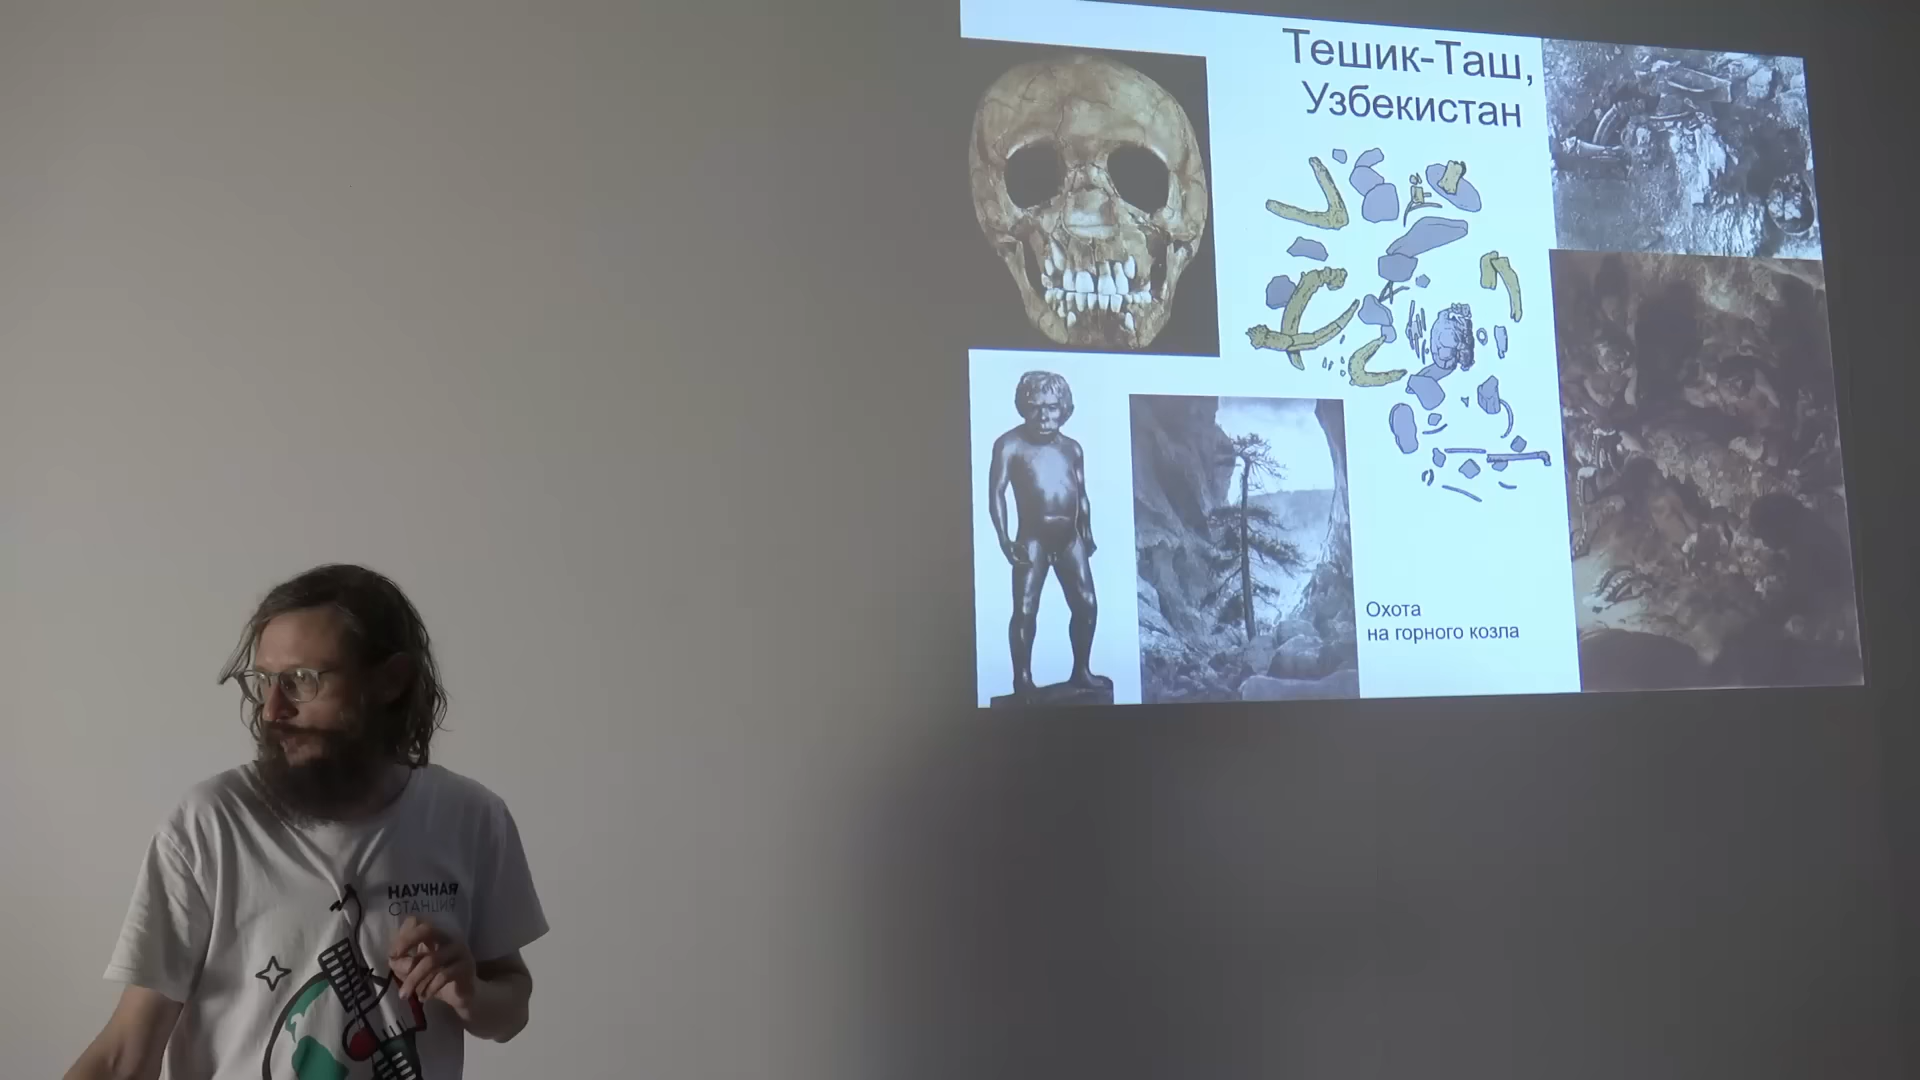 Тешик-Таш,
Узбекистан
Охота
на горного козла
НАУЧНАЯ
СТАНЦИЯ